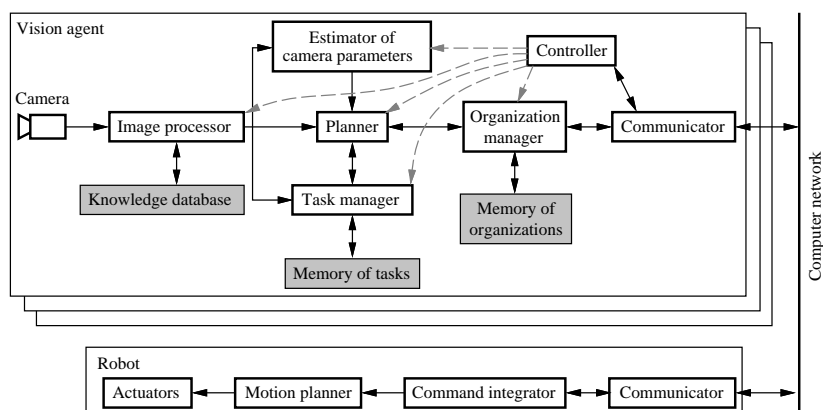 Vision agent
Estimator of
camera parameters
Controller
Camera
Image processor
Planner
Organization
manager
Communicator
Knowledge database
Task manager
Memory of
organizations
Memory of tasks
Computer network
Robot
Actuators
Motion planner
Command integrator
Communicator